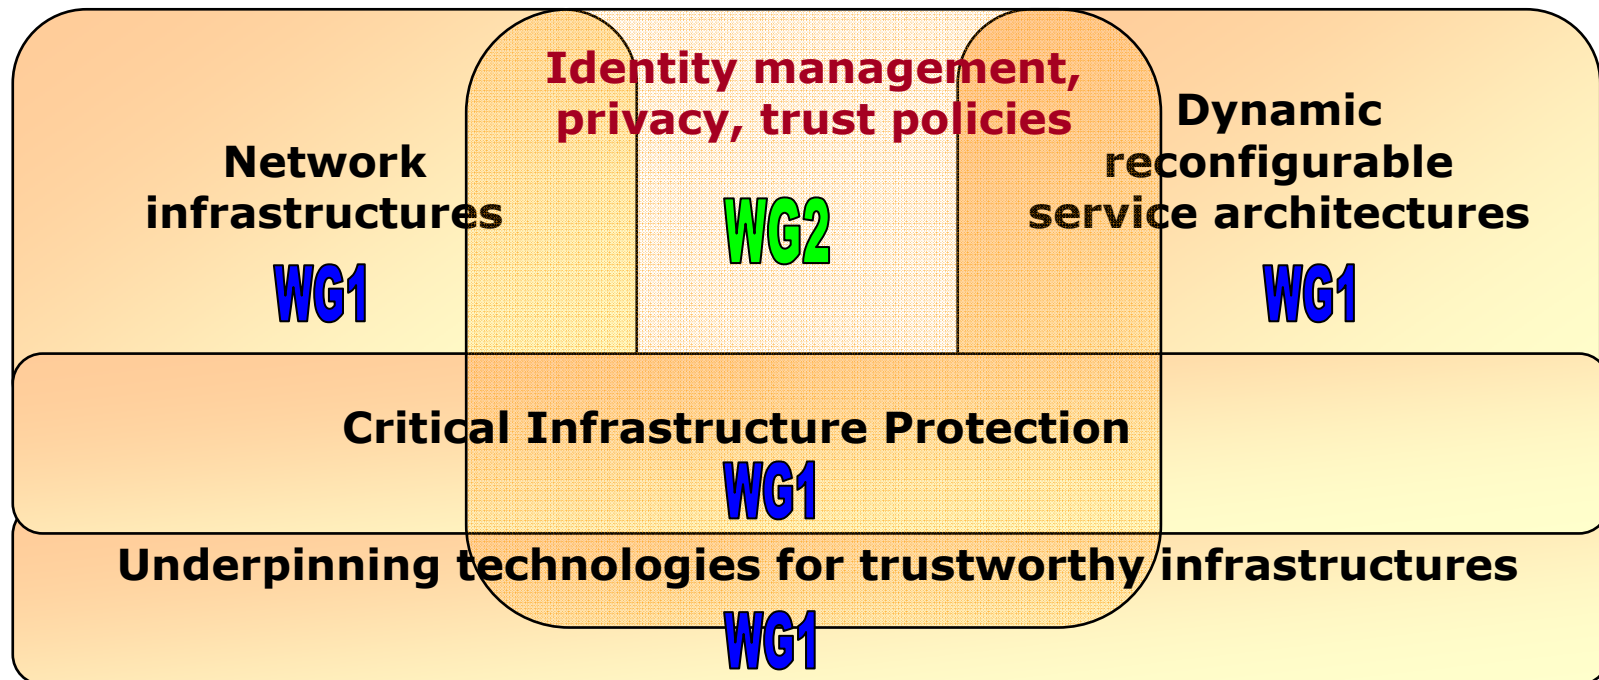 Identity management,
privacy, trust policies
WG2
Network
infrastructures
WG1
Dynamic
reconfigurable
service architectures
WG1
Critical Infrastructure Protection
WG1
Underpinning technologies for trustworthy infrastructures
WG1